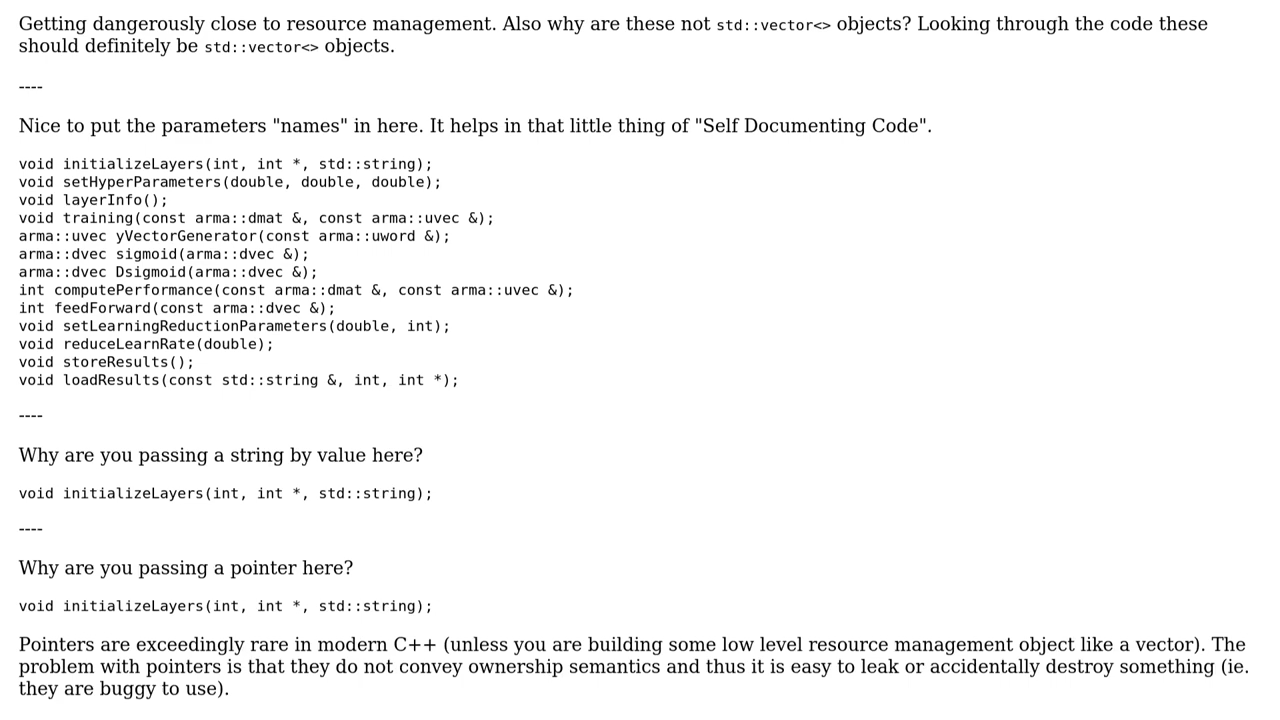 Getting dangerously close to resource management. Also why are these not std::vector<> objects? Looking through the code these
should definitely be std::vector<> objects.
----
Nice to put the parameters "names" in here. It helps in that little thing of "Self Documenting Code".
void initializeLayers(int, int *, std::string);
void setHyperParameters(double, double, double);
void layerInfo();
void training(const arma::dmat &, const arma::uvec &);
arma::uvec yVectorGenerator(const arma::uword &);
arma::dvec sigmoid(arma::dvec &);
arma::dvec Dsigmoid(arma::dvec &);
int computePerformance(const arma::dmat &, const arma::uvec &);
int feedForward(const arma::dvec &);
void setLearningReductionParameters(double, int);
void reduceLearnRate(double);
void storeResults();
void loadResults(const std::string &, int, int *);
----
Why are you passing a string by value here?
void initializeLayers(int, int *, std::string);
----
Why are you passing a pointer here?
void initializeLayers(int, int *, std::string);
Pointers are exceedingly rare in modern C++ (unless you are building some low level resource management object like a vector). The
problem with pointers is that they do not convey ownership semantics and thus it is easy to leak or accidentally destroy something (ie.
they are buggy to use).